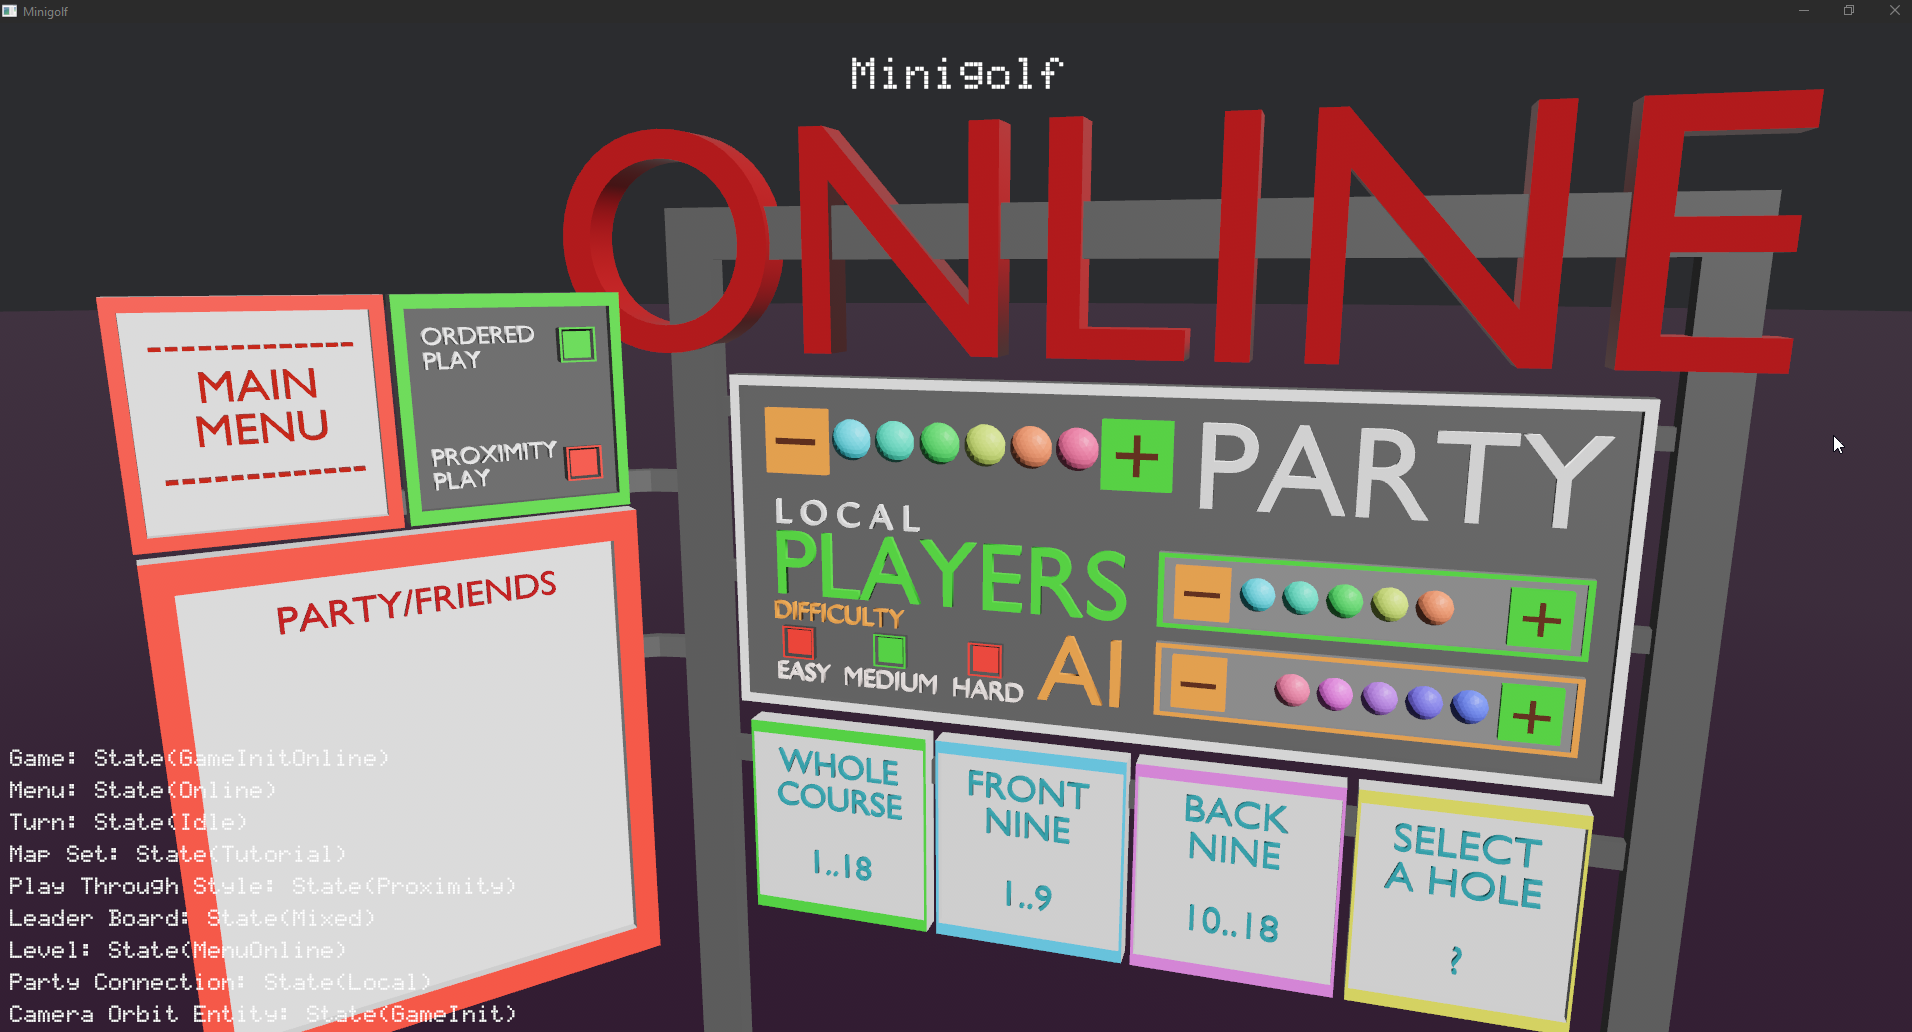 Minigolf
Minigolf
ONLINE
MAIN
MENU
ORDERED
PLAY
PROXIMITY
PLAY
PARTY/FRIENDS
- + PARTY
LOCAL
PLAYERS
- +
DIFFICULTY
EASY MEDIUM HARD
AI
- +
WHOLE
COURSE
1..18
FRONT
NINE
1..9
BACK
NINE
10..18
SELECT
A HOLE
?
Game: State(GameInitOnline)
Menu: State(Online)
Turn: State(Idle)
Map Set: State(Tutorial)
Play Through Style: State(Proximity)
Leader Board: State(Mixed)
Level: State(MenuOnline)
Party Connection: State(Local)
Camera Orbit Entity: State(GameInit)